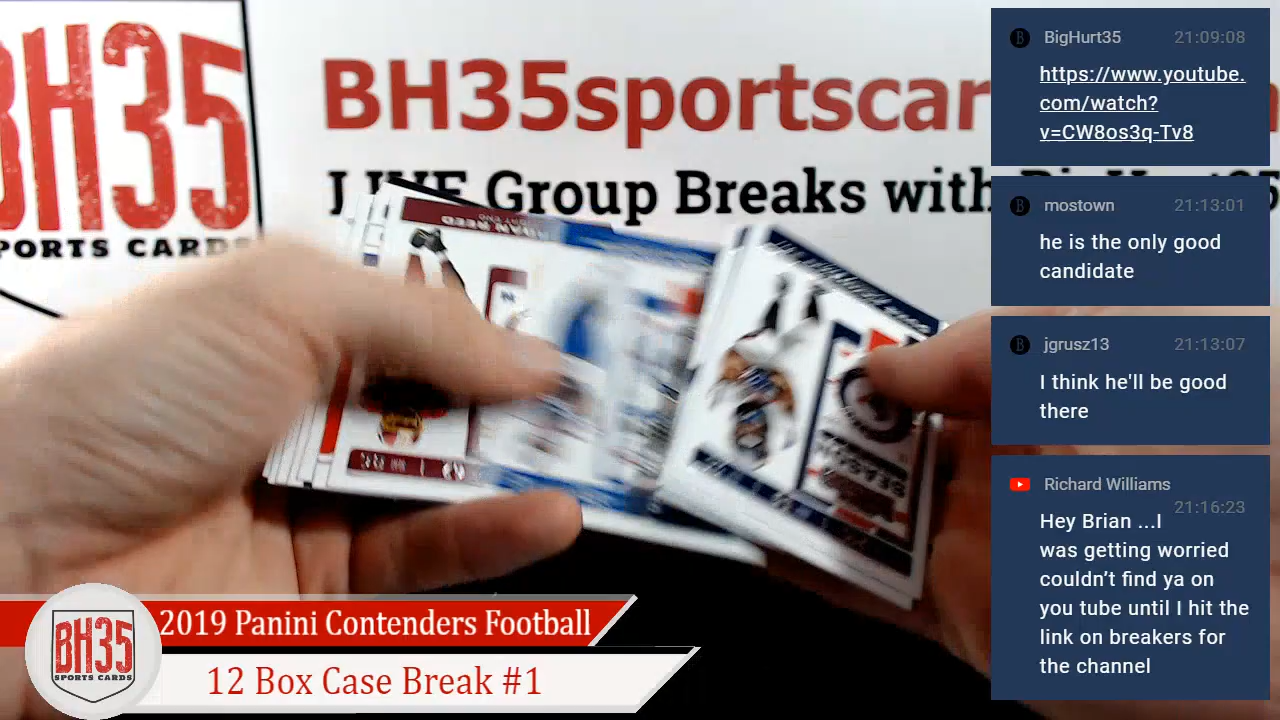 BH35
PORTS CARDS
BH35sportscar
Group Breaks with
BigHurt35 21:09:08
https://www.youtube.
com/watch?
v=CW8os3q-Tv8
mostown 21:13:01
he is the only good
candidate
jgrusz13 21:13:07
I think he'll be good
there
Richard Williams
21:16:23
Hey Brian ...I
was getting worried
couldn’t find ya on
you tube until I hit the
link on breakers for
the channel
SEASON
BH35
SPORTS CARDS
2019 Panini Contenders Football
12 Box Case Break #1